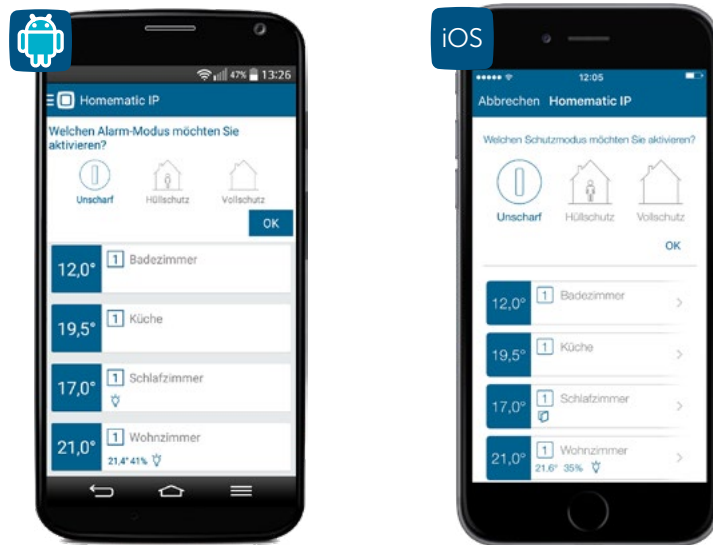 47% 13:26
Homematic IP
Welchen Alarm-Modus möchten Sie
aktivieren?
Unscharf Hüllschutz Vollschutz
OK
12,0° 1 Badezimmer
19,5° 1 Küche
17,0° 1 Schlafzimmer
21,0° 1 Wohnzimmer
21,4° 41%
iOS
12:05
Abbrechen Homematic IP
Welchen Schutzmodus möchten Sie aktivieren?
Unscharf Hüllschutz Vollschutz
OK
12,0° 1 Badezimmer
19,5° 1 Küche
17,0° 1 Schlafzimmer
21,0° 1 Wohnzimmer
21,6° 35%